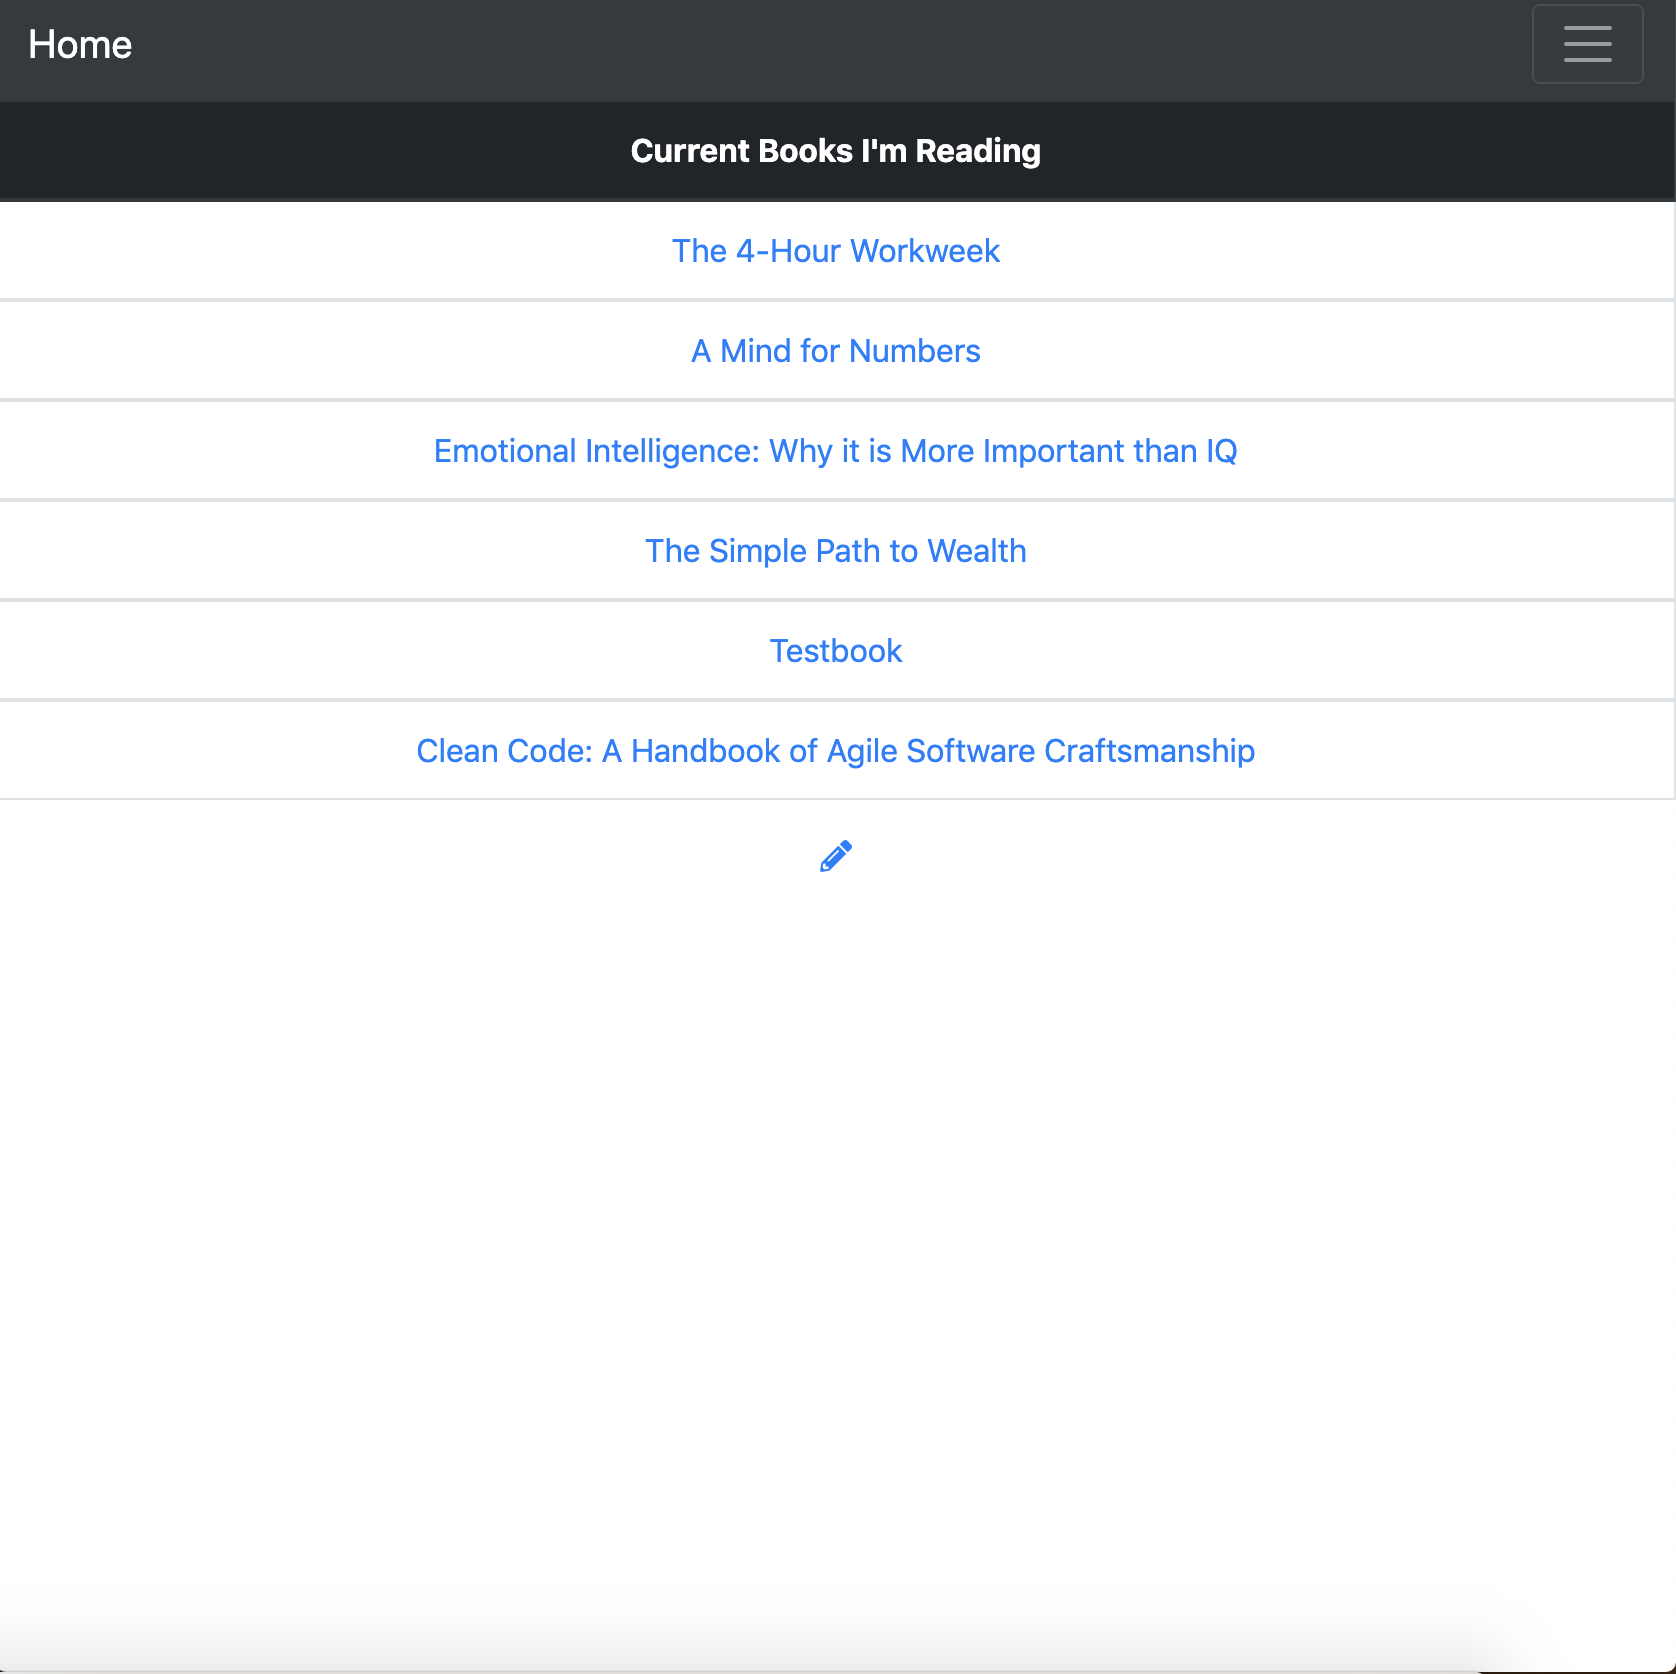 Home
Current Books I'm Reading
The 4-Hour Workweek
A Mind for Numbers
Emotional Intelligence: Why it is More Important than IQ
The Simple Path to Wealth
Testbook
Clean Code: A Handbook of Agile Software Craftsmanship